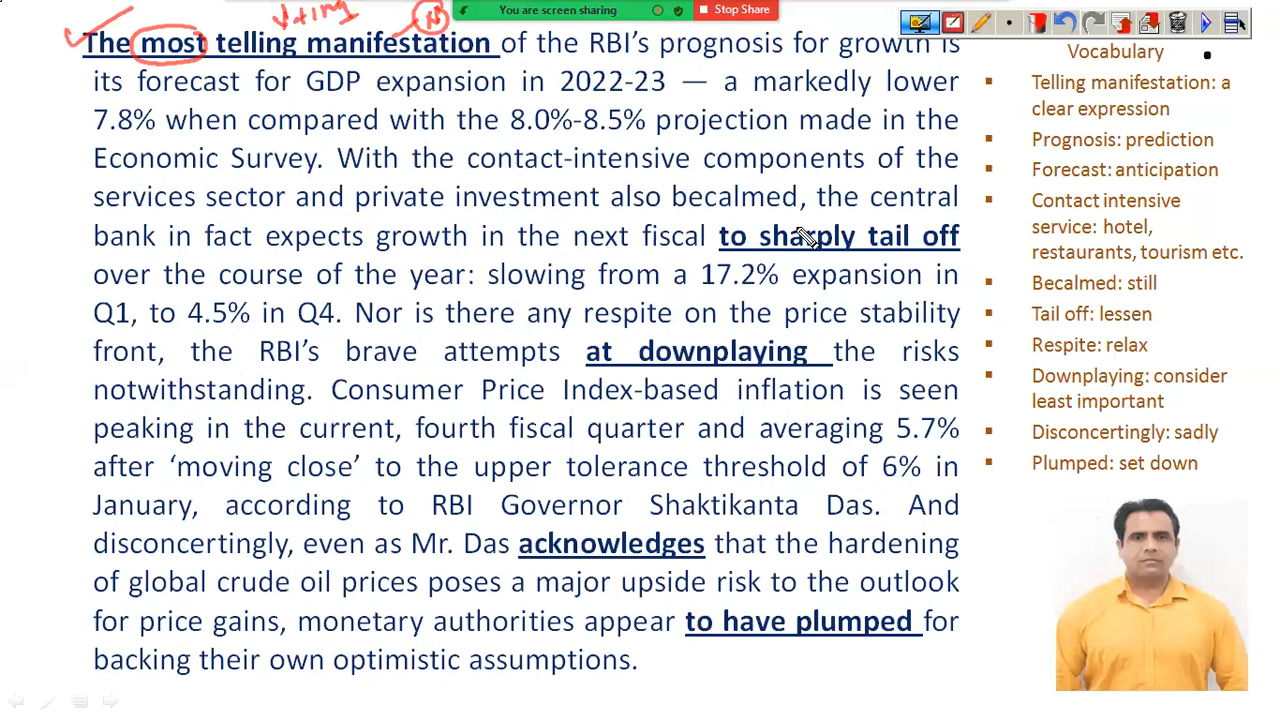 V+ing
N
You are screen sharing
Stop Share
The most telling manifestation of the RBI's prognosis for growth is
its forecast for GDP expansion in 2022-23 — a markedly lower
7.8% when compared with the 8.0%-8.5% projection made in the
Economic Survey. With the contact-intensive components of the
services sector and private investment also becalmed, the central
bank in fact expects growth in the next fiscal to sharply tail off
over the course of the year: slowing from a 17.2% expansion in
Q1, to 4.5% in Q4. Nor is there any respite on the price stability
front, the RBI's brave attempts at downplaying the risks
notwithstanding. Consumer Price Index-based inflation is seen
peaking in the current, fourth fiscal quarter and averaging 5.7%
after 'moving close' to the upper tolerance threshold of 6% in
January, according to RBI Governor Shaktikanta Das. And
disconcertingly, even as Mr. Das acknowledges that the hardening
of global crude oil prices poses a major upside risk to the outlook
for price gains, monetary authorities appear to have plumped for
backing their own optimistic assumptions.
Vocabulary
Telling manifestation: a
clear expression
Prognosis: prediction
Forecast: anticipation
Contact intensive
service: hotel,
restaurants, tourism etc.
Becalmed: still
Tail off: lessen
Respite: relax
Downplaying: consider
least important
Disconcertingly: sadly
Plumped: set down